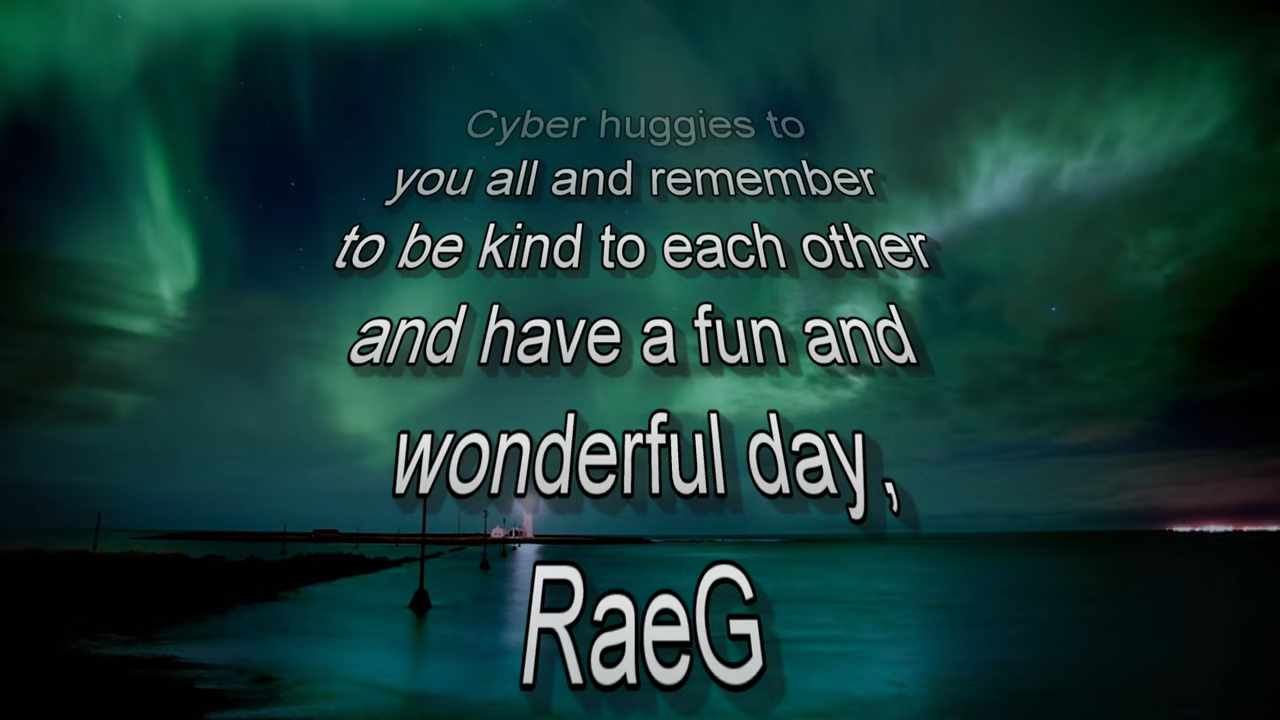 Cyber huggies to
you all and remember
to be kind to each other
and have a fun and
wonderful day ,
RaeG